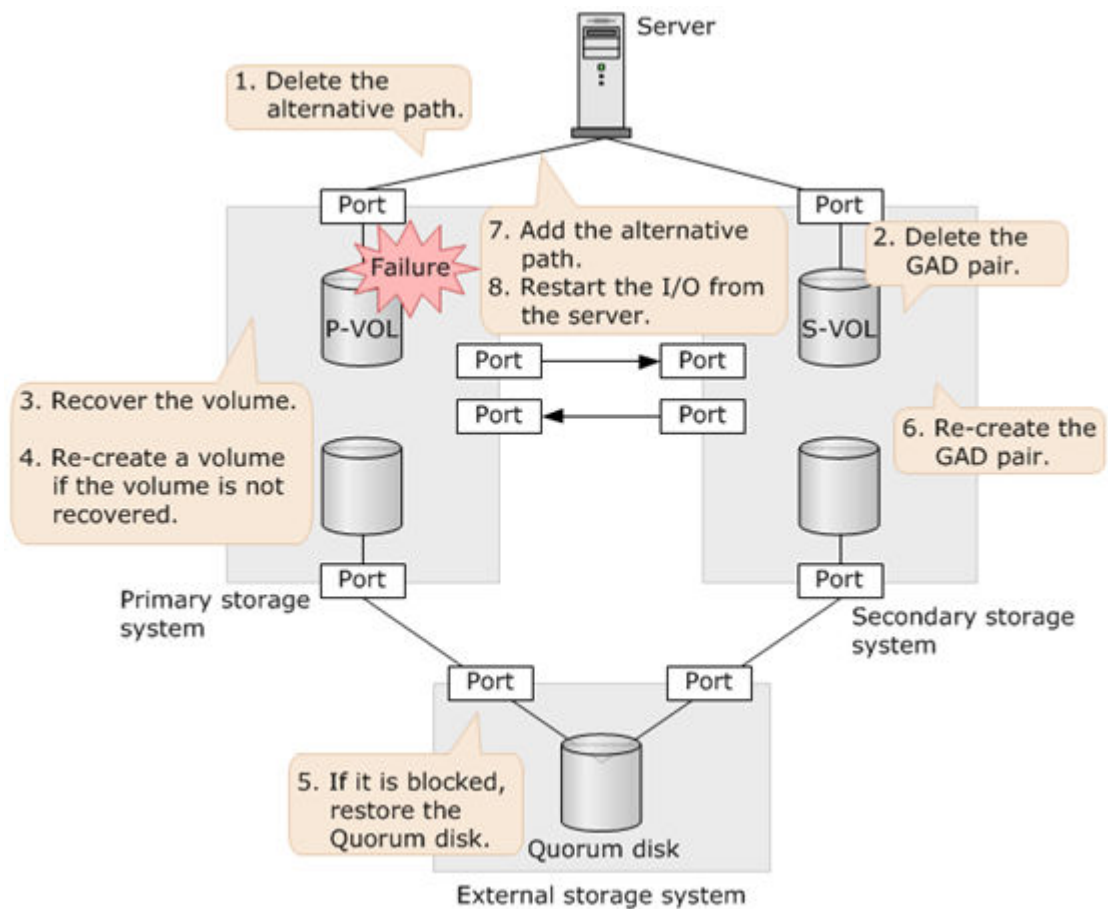 Server
1. Delete the
alternative path.
Port
Port
Failure
7. Add the alternative
path.
8. Restart the I/O from
the server.
2. Delete the
GAD pair.
P-VOL
S-VOL
Port
Port
Port
Port
3. Recover the volume.
4. Re-create a volume
if the volume is not
recovered.
6. Re-create the
GAD pair.
Port
Port
Primary storage
system
Secondary storage
system
Port
Port
5. If it is blocked,
restore the
Quorum disk.
Quorum disk
External storage system